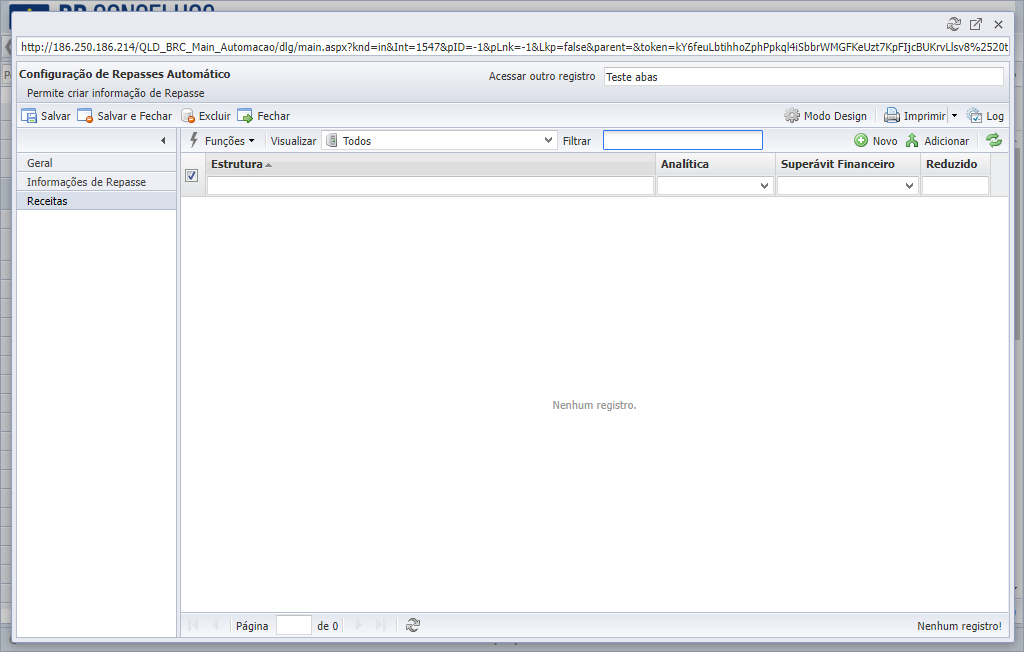 BR CONSELHOS
http://186.250.186.214/QLD_BRC_Main_Automacao/dlg/main.aspx?knd=in&Int=1547&pID=-1&pLnk=-1&Lkp=false&parent=&token=kY6feuLbtihhoZphPpkql4iSbbrWMGFKeUzt7KpFIjcBUKrvLlsv8%2520t
Configuração de Repasses Automático
Acessar outro registro Teste abas
Permite criar informação de Repasse
Salvar Salvar e Fechar Excluir Fechar Modo Design Imprimir Log
Funções Visualizar Todos Filtrar Novo Adicionar
Geral
Informações de Repasse
Receitas
Estrutura Analítica Superávit Financeiro Reduzido
Nenhum registro.
Página de 0 Nenhum registro!